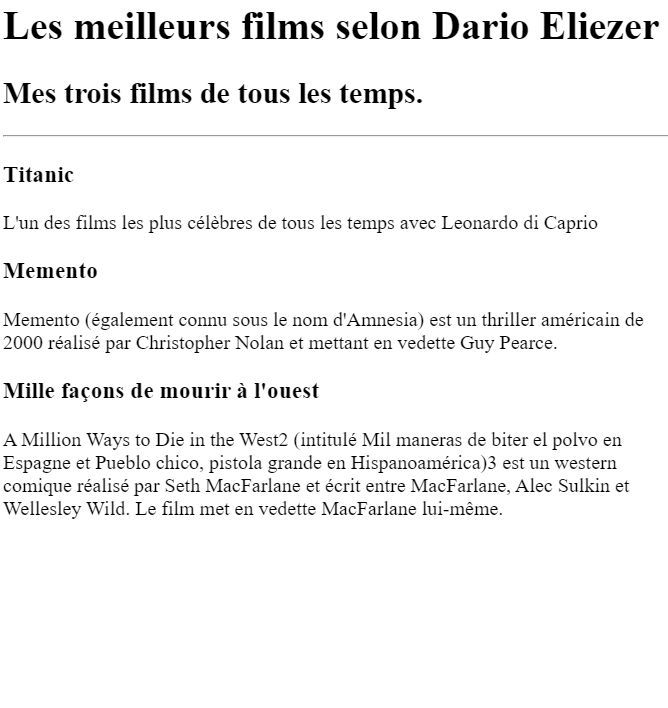 Les meilleurs films selon Dario Eliezer
Mes trois films de tous les temps.
Titanic
L'un des films les plus célèbres de tous les temps avec Leonardo di Caprio
Memento
Memento (également connu sous le nom d'Amnesia) est un thriller américain de
2000 réalisé par Christopher Nolan et mettant en vedette Guy Pearce.
Mille façons de mourir à l'ouest
A Million Ways to Die in the West2 (intitulé Mil maneras de biter el polvo en
Espagne et Pueblo chico, pistola grande en Hispanoamérica)3 est un western
comique réalisé par Seth MacFarlane et écrit entre MacFarlane, Alec Sulkin et
Wellesley Wild. Le film met en vedette MacFarlane lui-même.